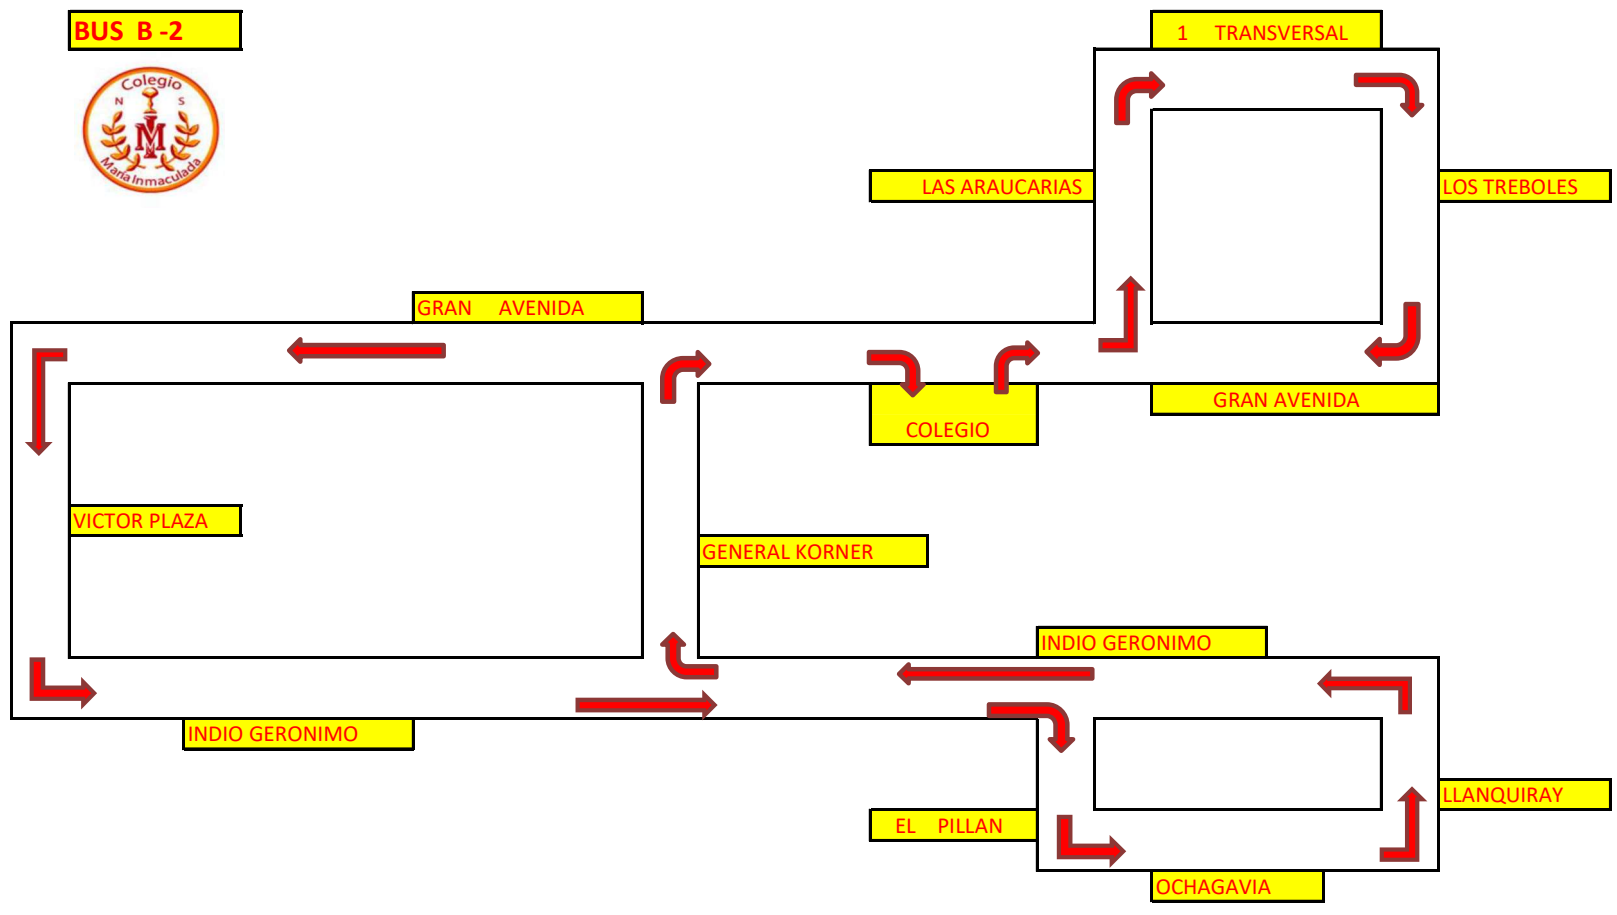 BUS B -2
1 TRANSVERSAL
Colegio
N S
M
María Inmaculada
LAS ARAUCARIAS
LOS TREBOLES
GRAN AVENIDA
GRAN AVENIDA
COLEGIO
VICTOR PLAZA
GENERAL KORNER
INDIO GERONIMO
INDIO GERONIMO
LLANQUIRAY
EL PILLAN
OCHAGAVIA